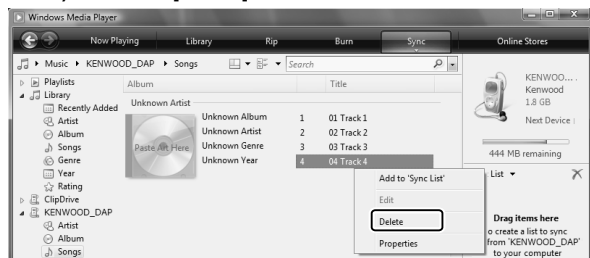 Windows Media Player
Now Playing Library Rip Burn Sync Online Stores
Music ▸ KENWOOD_DAP ▸ Songs Search
Playlists
Library
Recently Added
Artist
Album
Songs
Genre
Year
Rating
ClipDrive
KENWOOD_DAP
Artist
Album
Songs
Album Title
Unknown Artist
Paste Art Here
Unknown Album 1 01 Track 1
Unknown Artist 2 02 Track 2
Unknown Genre 3 03 Track 3
Unknown Year 4 04 Track 4
Add to 'Sync List'
Edit
Delete
Properties
KENWOO...
Kenwood
1.8 GB
Next Device
444 MB remaining
List
Drag items here
o create a list to sync
from 'KENWOOD_DAP'
to your computer